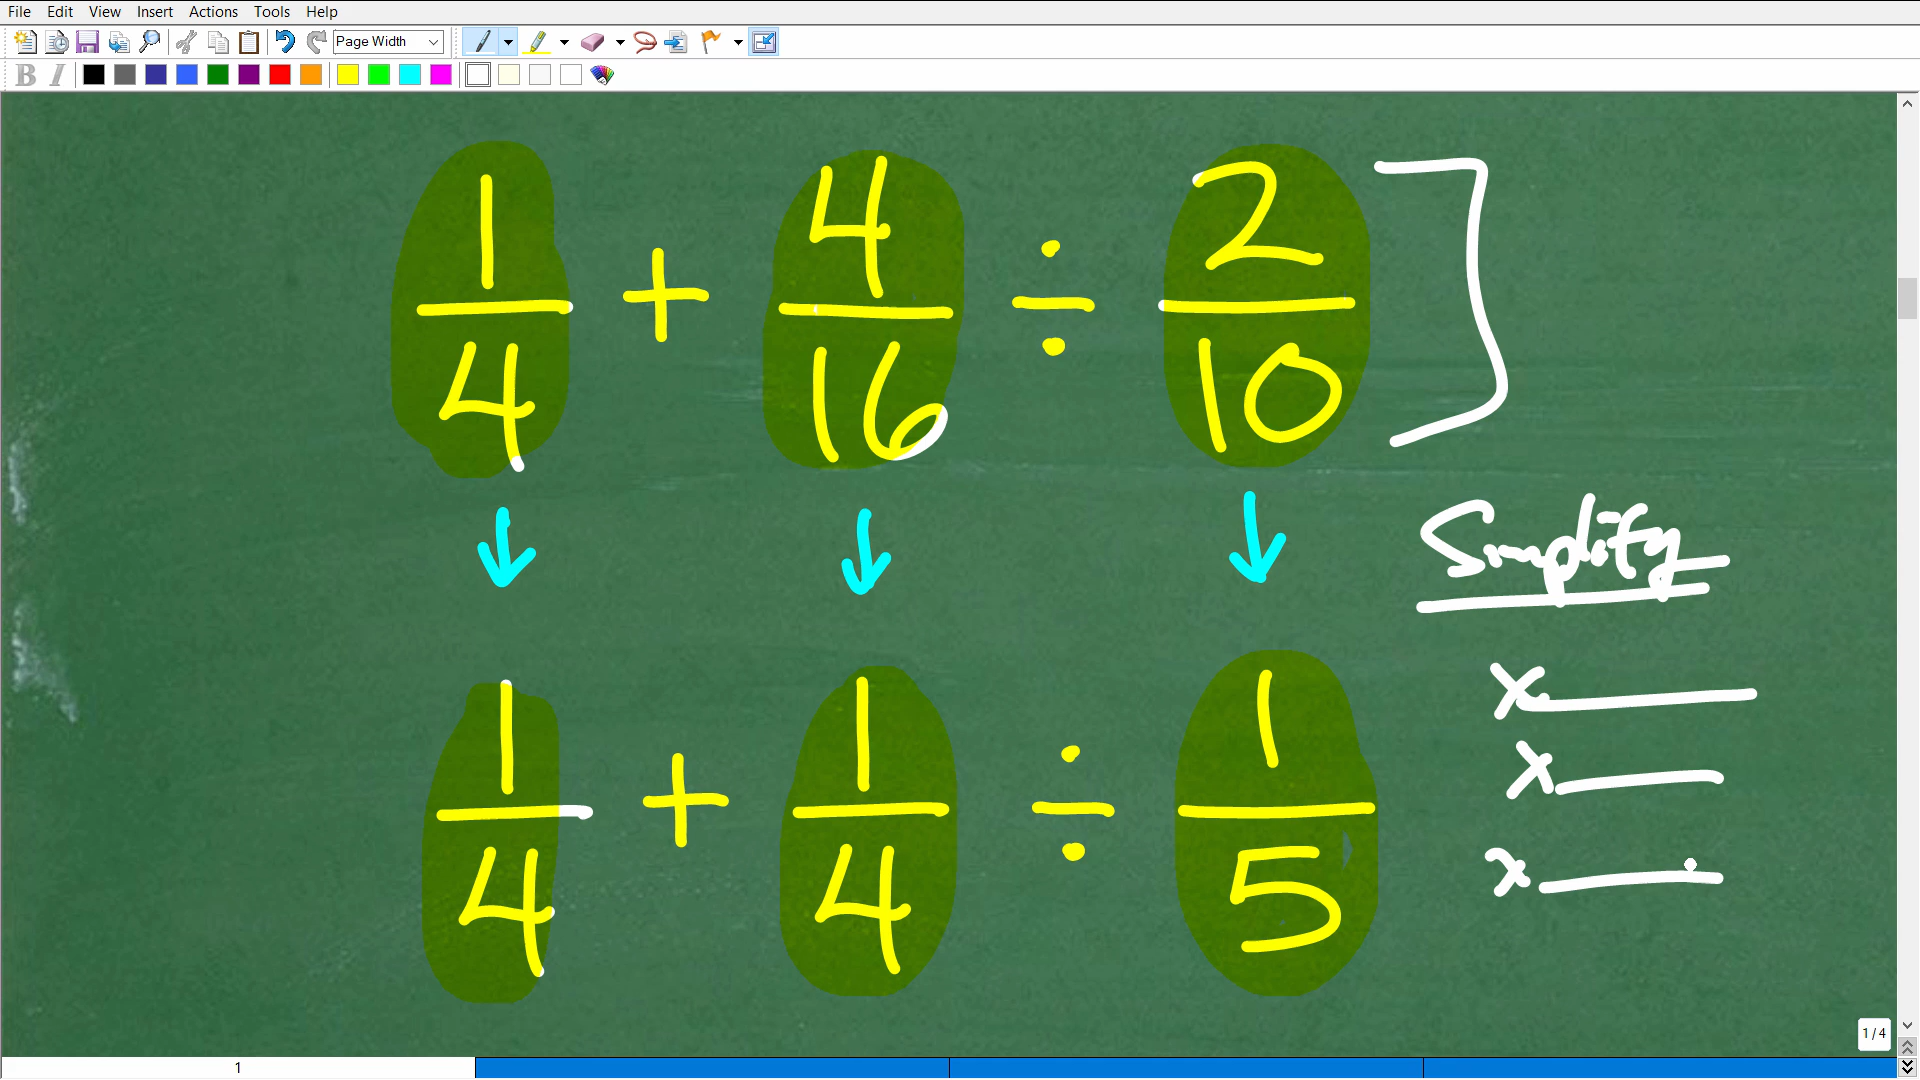 File Edit View Insert Actions Tools Help
Page Width
B I
1/4 + 4/16 ÷ 2/10 ]
Simplify
1/4 + 1/4 ÷ 1/5
x
x
x
1 / 4
1